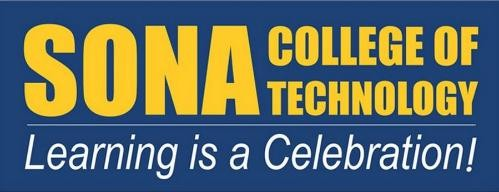 SONA COLLEGE OF
TECHNOLOGY
Learning is a Celebration!